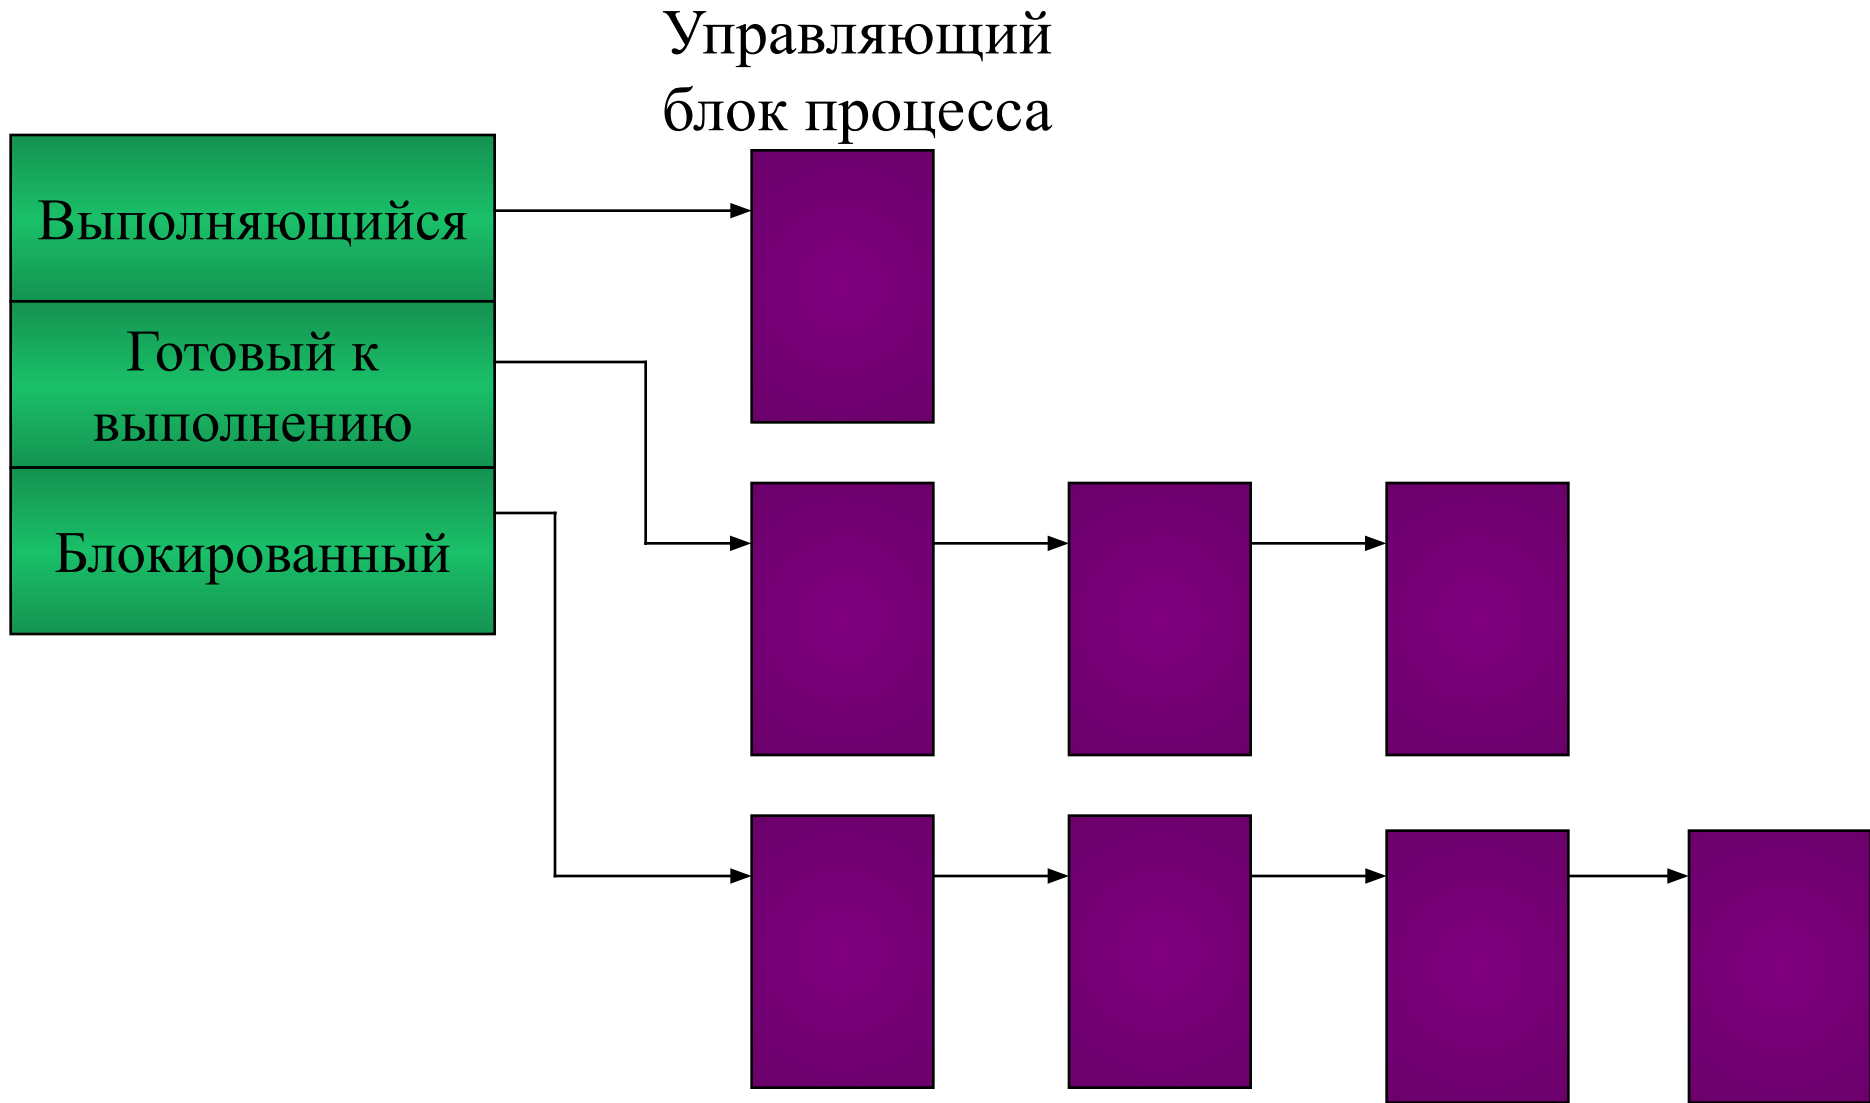 Управляющий
блок процесса
Выполняющийся
Готовый к
выполнению
Блокированный